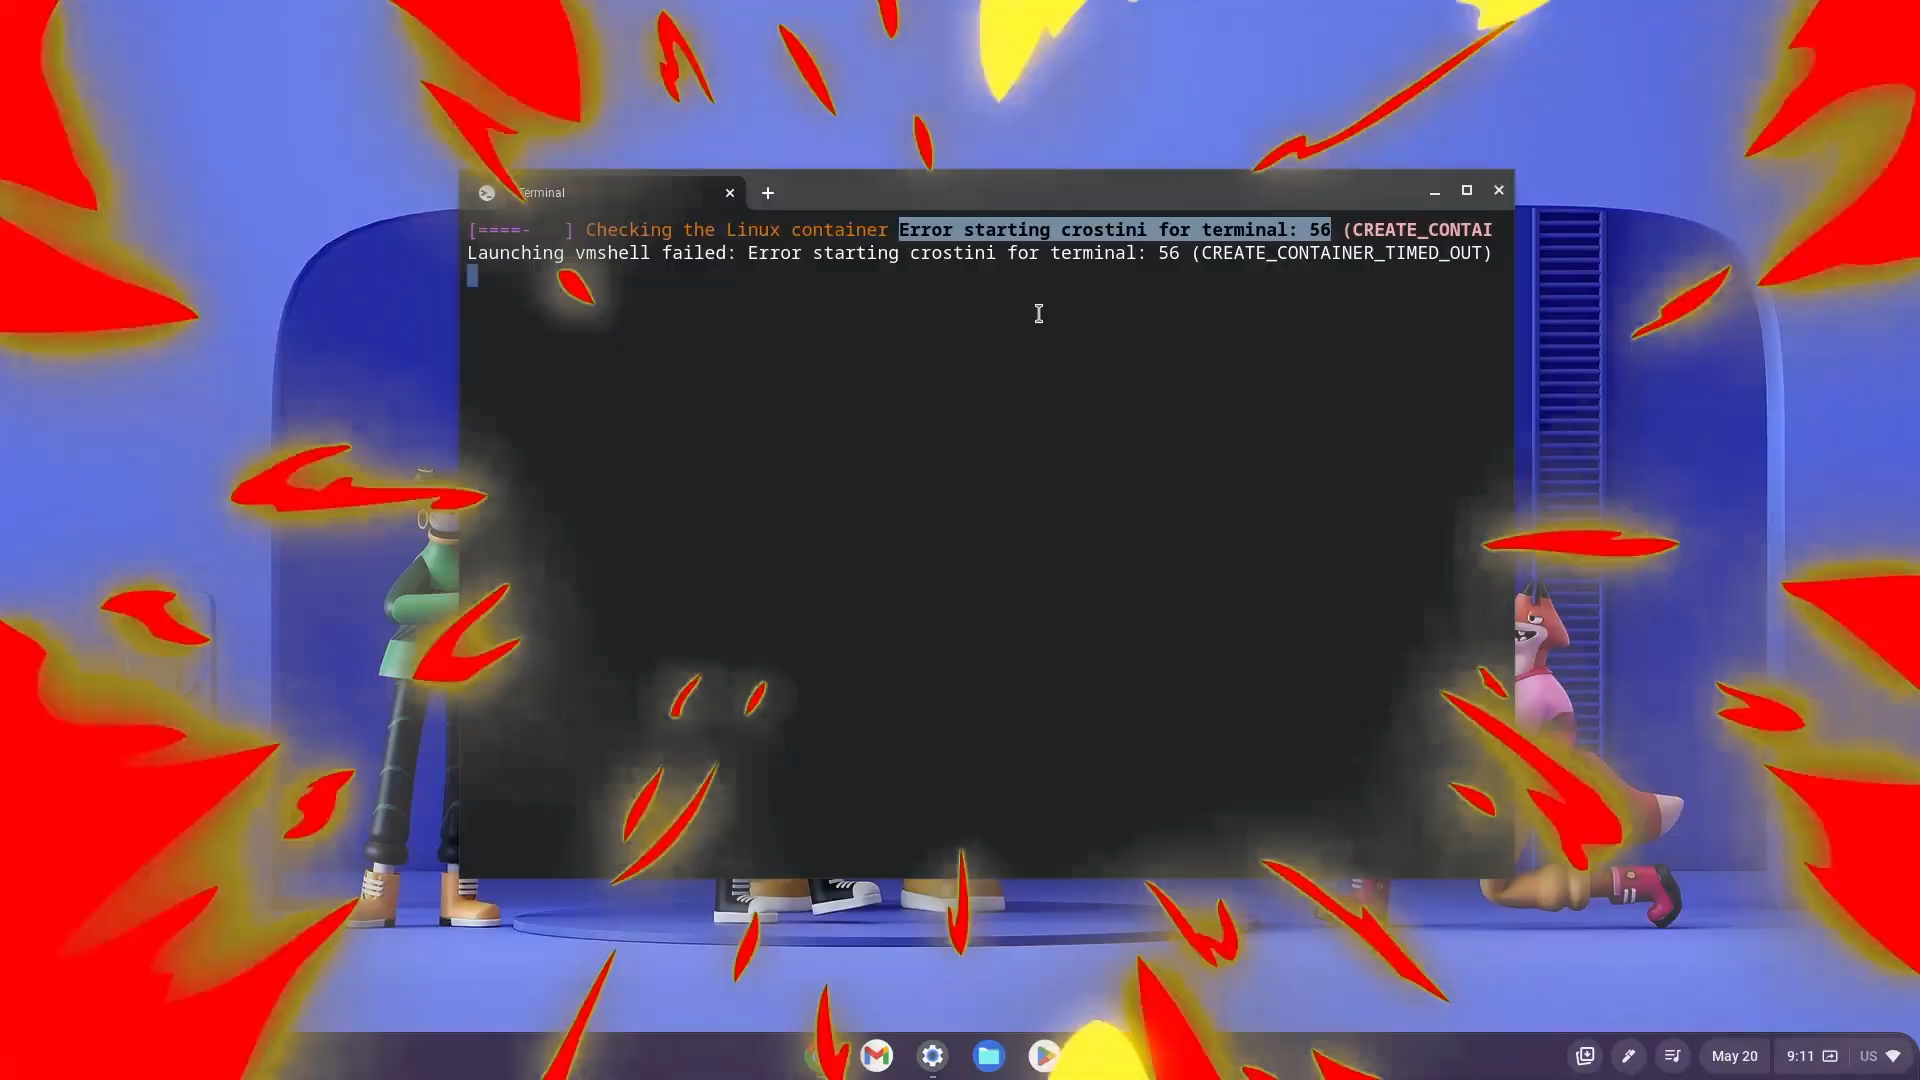 Terminal
[====-   ] Checking the Linux container Error starting crostini for terminal: 56 (CREATE_CONTAI
Launching vmshell failed: Error starting crostini for terminal: 56 (CREATE_CONTAINER_TIMED_OUT)
May 20
9:11
US